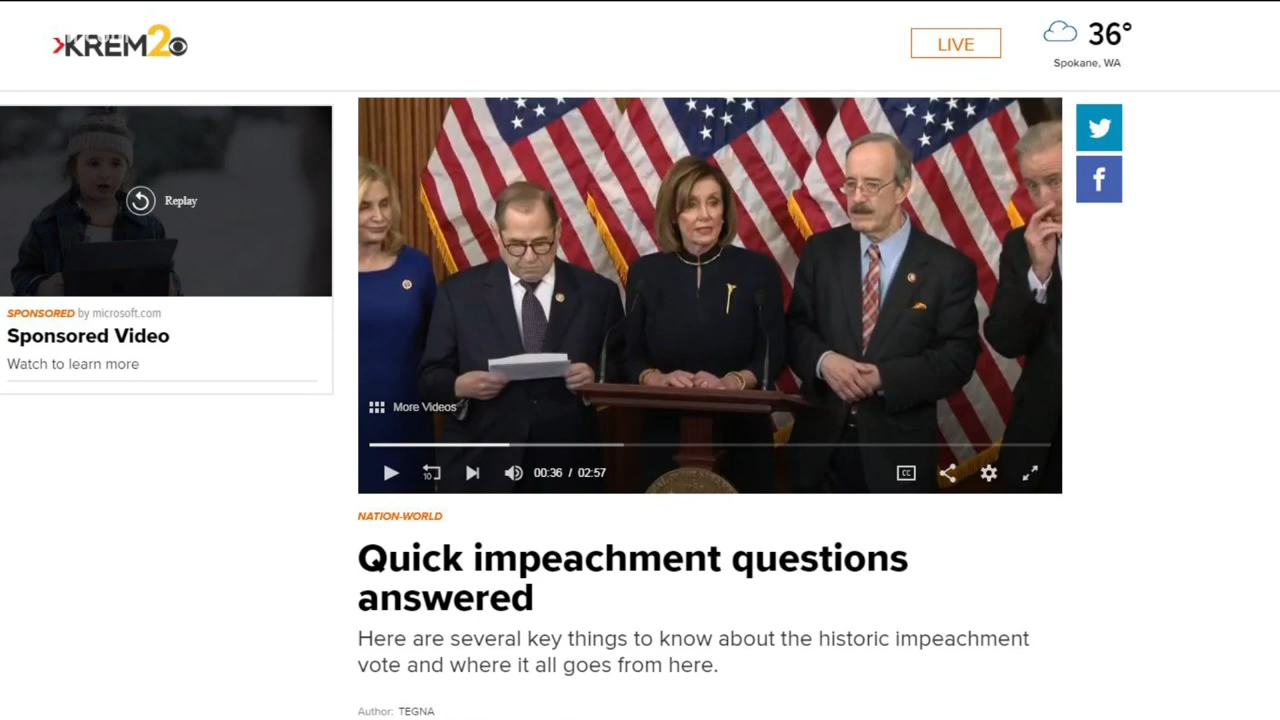 KREM2
LIVE
36°
Spokane, WA
Replay
SPONSORED by microsoft.com
Sponsored Video
Watch to learn more
More Videos
10
00:36 / 02:57
CC
NATION-WORLD
Quick impeachment questions
answered
Here are several key things to know about the historic impeachment
vote and where it all goes from here.
Author: TEGNA